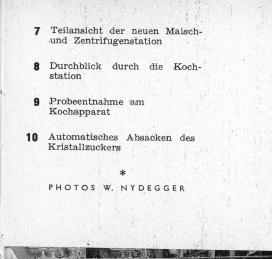 7 Teilansicht der neuen Maisch-
und Zentrifugenstation
8 Durchblick durch die Koch-
station
9 Probeentnahme am
Kochapparat
10 Automatisches Absacken des
Kristallzuckers
*
PHOTOS W. NYDEGGER